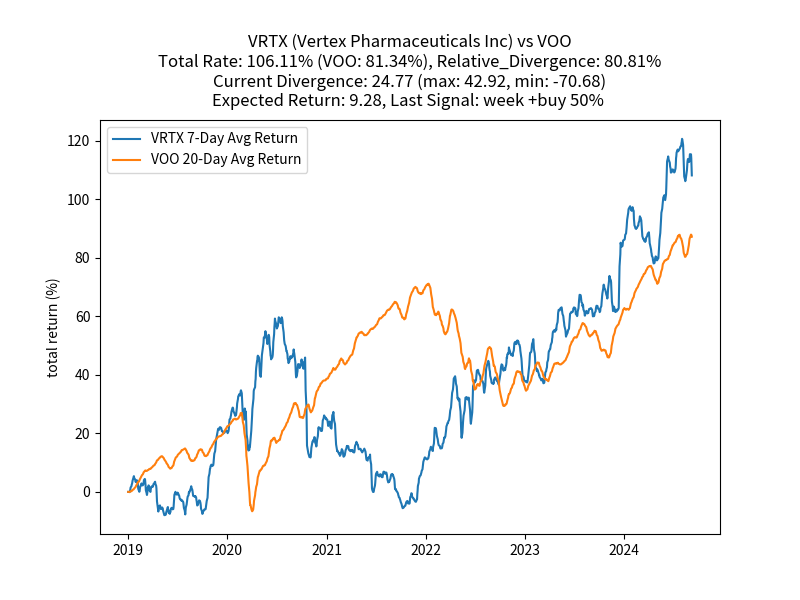 VRTX (Vertex Pharmaceuticals Inc) vs VOO
Total Rate: 106.11% (VOO: 81.34%), Relative_Divergence: 80.81%
Current Divergence: 24.77 (max: 42.92, min: -70.68)
Expected Return: 9.28, Last Signal: week +buy 50%
VRTX 7-Day Avg Return
VOO 20-Day Avg Return
total return (%)
120
100
80
60
40
20
0
2019 2020 2021 2022 2023 2024